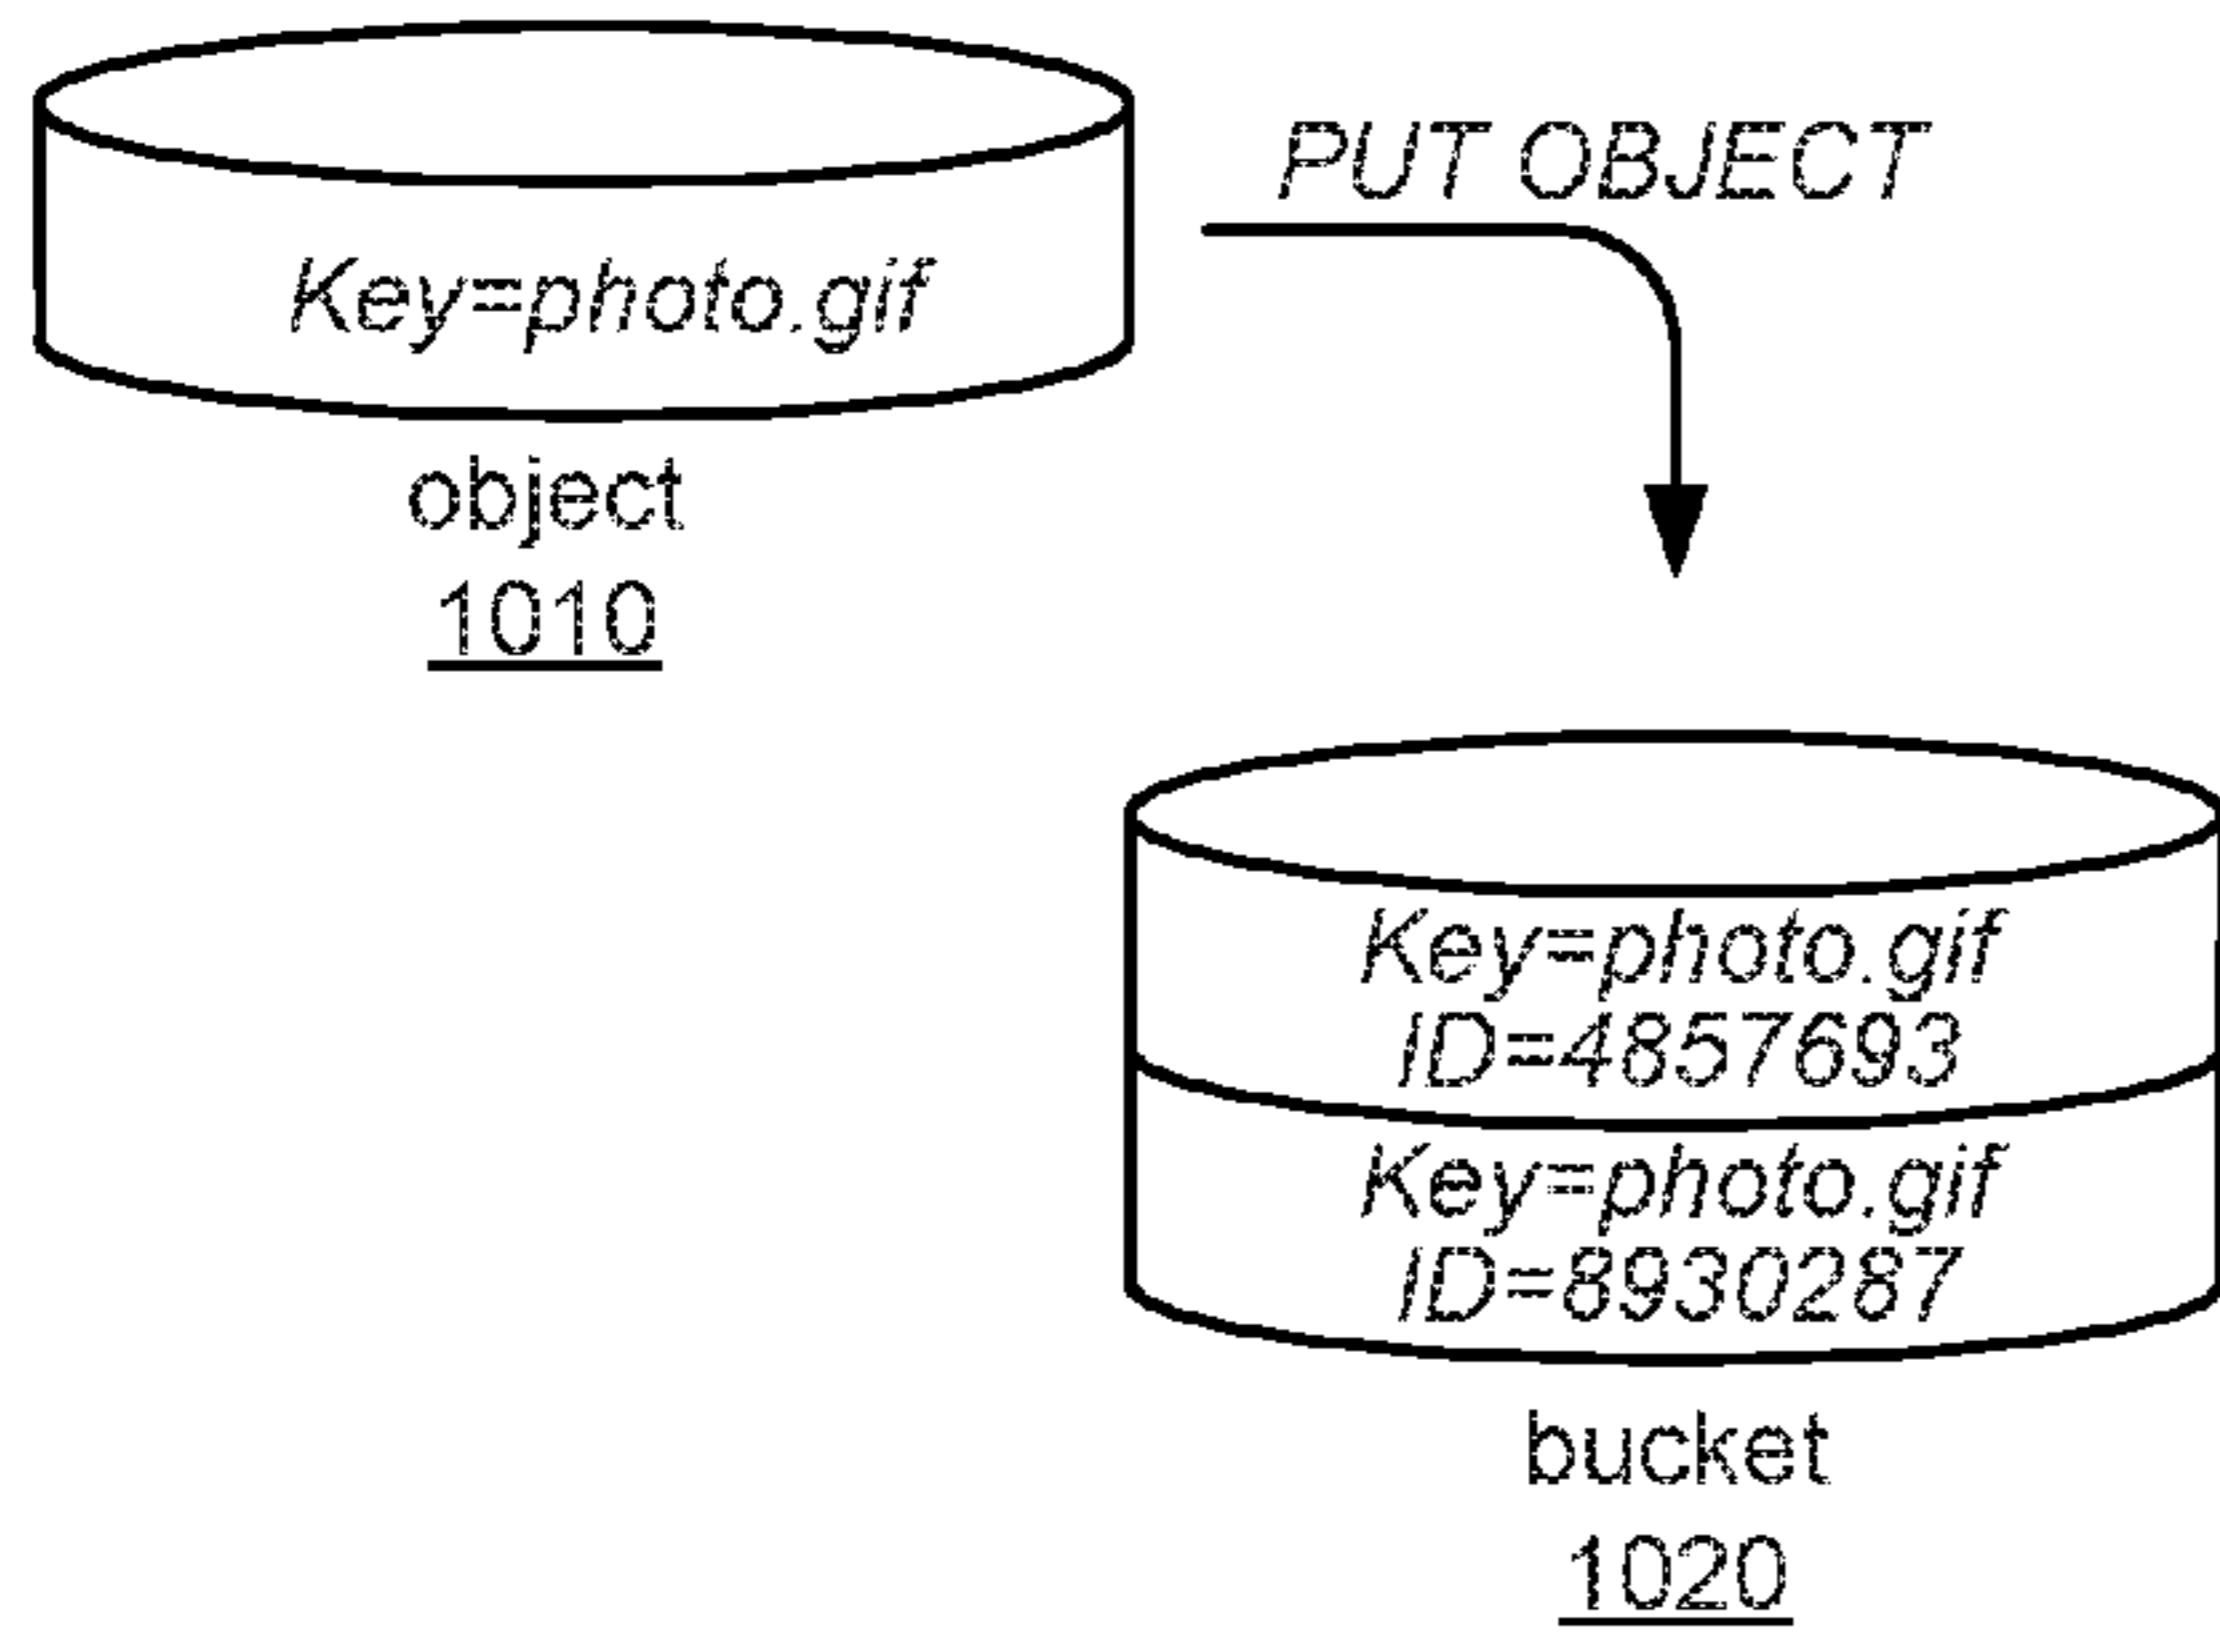 PUT OBJECT
Key=photo.gif
object
1010
Key=photo.gif
ID=4857693
Key=photo.gif
ID=8930287
bucket
1020